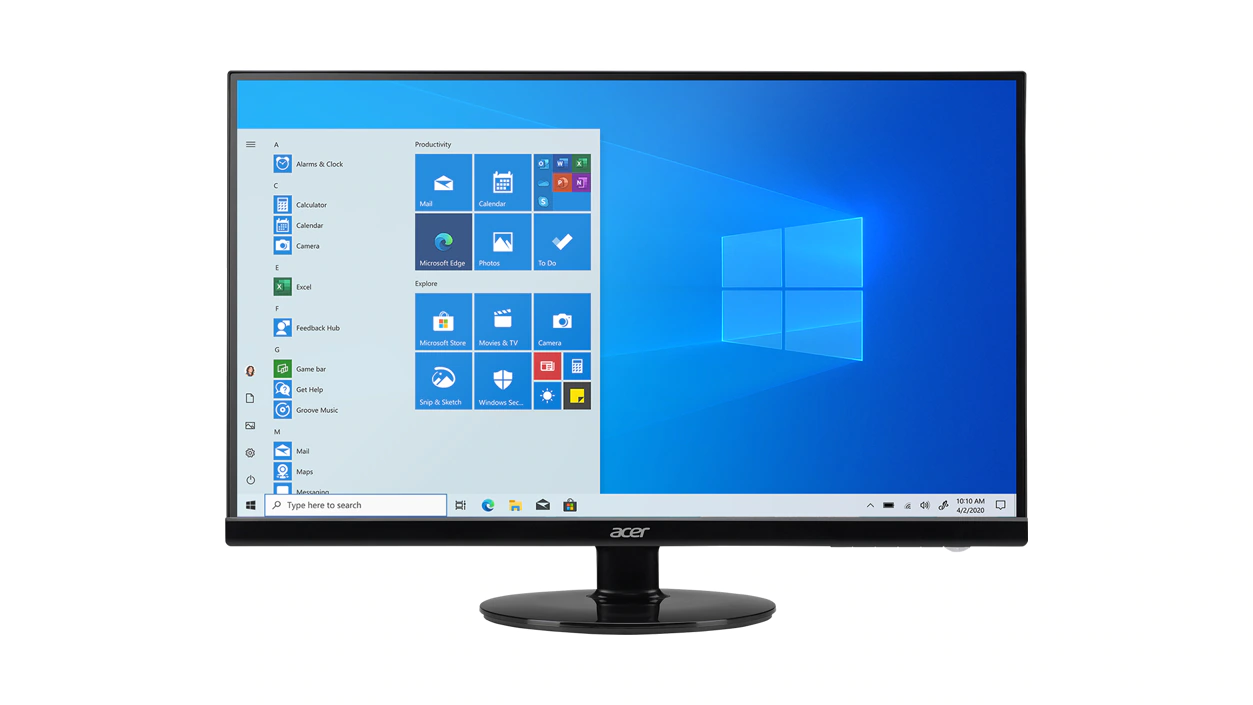 A
Alarms & Clock
C
Calculator
Calendar
Camera
E
Excel
F
Feedback Hub
G
Game bar
Get Help
Groove Music
M
Mail
Maps
Messaging
Productivity
Mail
Calendar
Microsoft Edge
Photos
To Do
Explore
Microsoft Store
Movies & TV
Camera
Snip & Sketch
Windows Sec...
Type here to search
10:10 AM
4/2/2020
acer